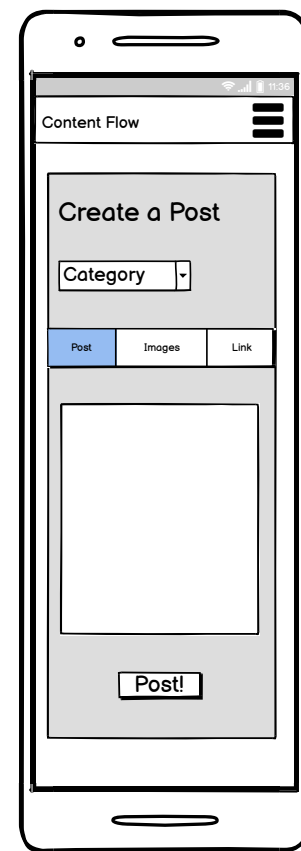 11:36
Content Flow
Create a Post
Category
Post Images Link
Post!